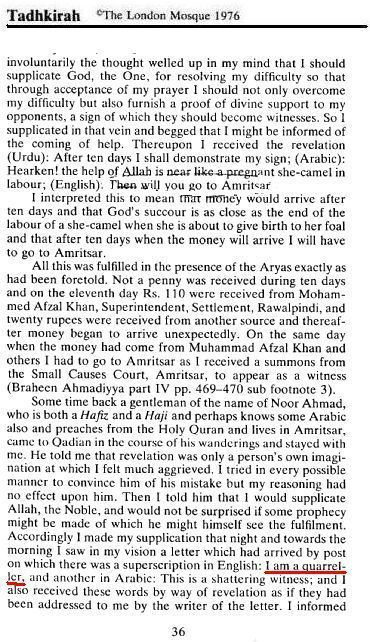 Tadhkirah ©The London Mosque 1976
involuntarily the thought welled up in my mind that I should
supplicate God, the One, for resolving my difficulty so that
through acceptance of my prayer I should not only overcome
my difficulty but also furnish a proof of divine support to my
opponents, a sign of which they should become witnesses. So I
supplicated in that vein and begged that I might be informed of
the coming of help. Thereupon I received the revelation
(Urdu): After ten days I shall demonstrate my sign; (Arabic):
Hearken! the help of Allah is near like a pregnant she-camel in
labour; (English). Then will you go to Amritsar
I interpreted this to mean that money would arrive after
ten days and that God's succour is as close as the end of the
labour of a she-camel when she is about to give birth to her foal
and that after ten days when the money will arrive I will have
to go to Amritsar.
All this was fulfilled in the presence of the Aryas exactly as
had been foretold. Not a penny was received during ten days
and on the eleventh day Rs. 110 were received from Moham-
med Afzal Khan, Superintendent, Settlement, Rawalpindi, and
twenty rupees were received from another source and thereaf-
ter money began to arrive unexpectedly. On the same day
when the money had come from Muhammad Afzal Khan and
others I had to go to Amritsar as I received a summons from
the Small Causes Court, Amritsar, to appear as a witness
(Braheen Ahmadiyya part IV pp. 469–470 sub footnote 3).
Some time back a gentleman of the name of Noor Ahmad,
who is both a Hafiz and a Haji and perhaps knows some Arabic
also and preaches from the Holy Quran and lives in Amritsar,
came to Qadian in the course of his wanderings and stayed with
me. He told me that revelation was only a person's own imagi-
nation at which I felt much aggrieved. I tried in every possible
manner to convince him of his mistake but my reasoning had
no effect upon him. Then I told him that I would supplicate
Allah, the Noble, and would not be surprised if some prophecy
might be made of which he might himself see the fulfilment.
Accordingly I made my supplication that night and towards the
morning I saw in my vision a letter which had arrived by post
on which there was a superscription in English: I am a quarrel-
ler, and another in Arabic: This is a shattering witness; and I
also received these words by way of revelation as if they had
been addressed to me by the writer of the letter. I informed
36